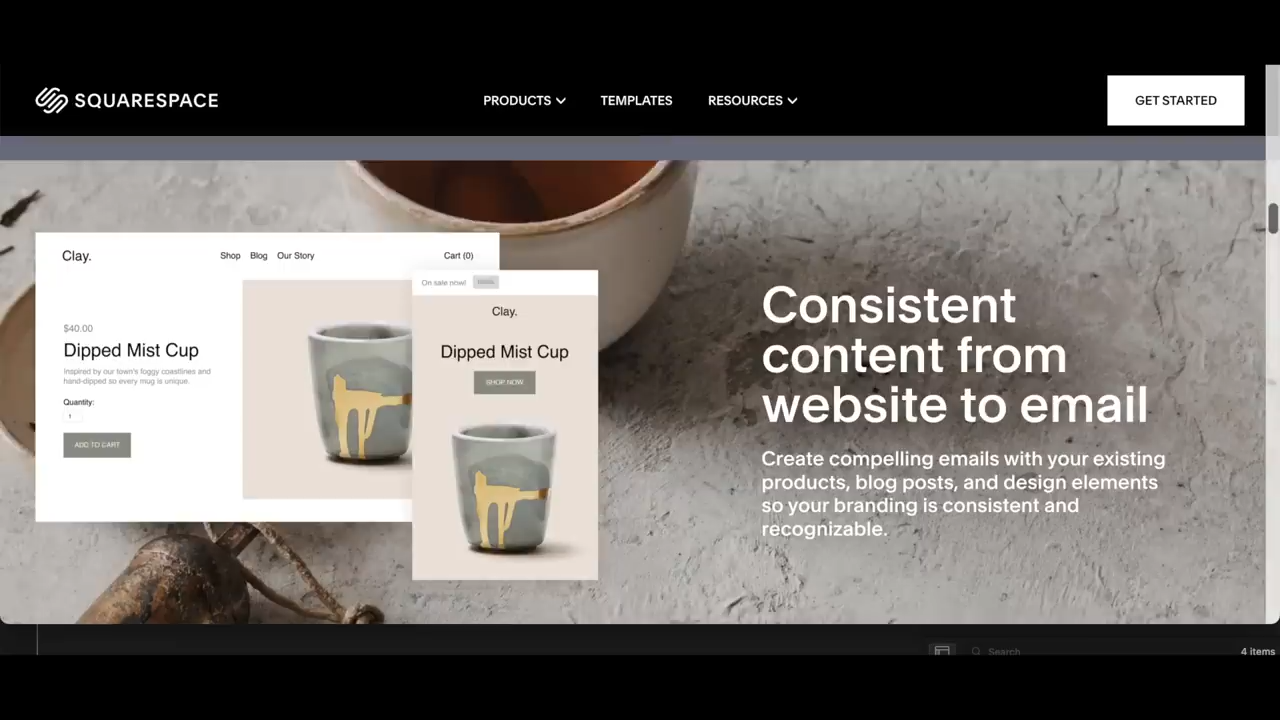 SQUARESPACE
PRODUCTS
TEMPLATES
RESOURCES
GET STARTED
Clay.
Shop
Blog
Our Story
Cart (0)
$40.00
Dipped Mist Cup
Inspired by our town's foggy coastlines and
hand-dipped so every mug is unique.
Quantity:
1
ADD TO CART
On sale now!
Clay.
Dipped Mist Cup
SHOP NOW
Consistent
content from
website to email
Create compelling emails with your existing
products, blog posts, and design elements
so your branding is consistent and
recognizable.
Search
4 items